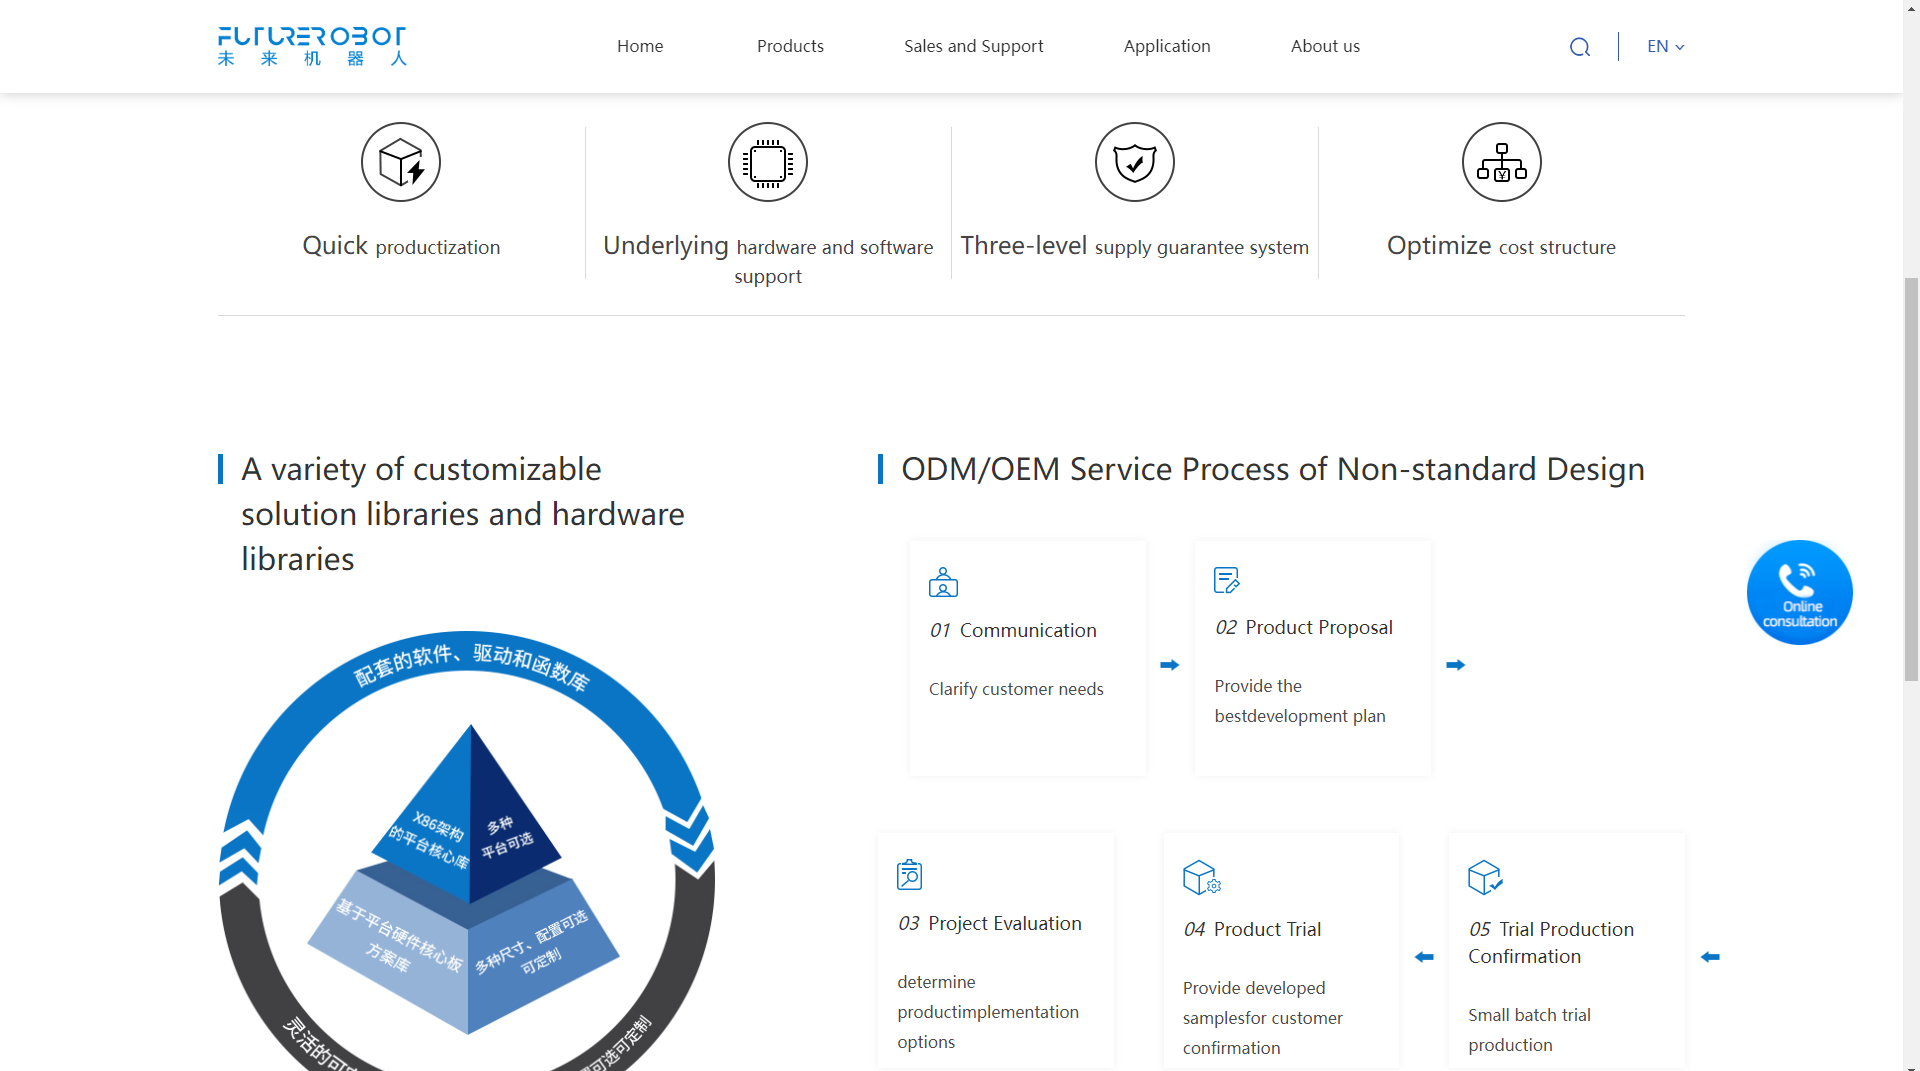 FUTUREROBOT
未来机器人
Home
Products
Sales and Support
Application
About us
EN
Quick productization
Underlying hardware and software
support
Three-level supply guarantee system
Optimize cost structure
A variety of customizable
solution libraries and hardware
libraries
配套的软件、驱动和函数库
X86架构
的平台核心库
多种
平台可选
基于平台硬件核心板
方案库
多种尺寸、配置可选
可定制
灵活的可
置可选可定制
ODM/OEM Service Process of Non-standard Design
01 Communication
Clarify customer needs
02 Product Proposal
Provide the
bestdevelopment plan
03 Project Evaluation
determine
productimplementation
options
04 Product Trial
Provide developed
samplesfor customer
confirmation
05 Trial Production
Confirmation
Small batch trial
production
Online
consultation